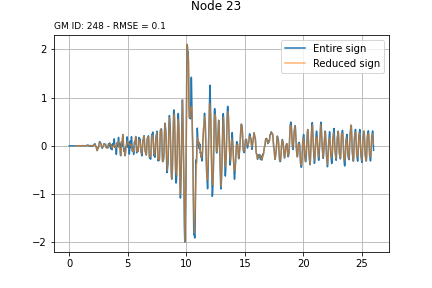 Node 23
GM ID: 248 - RMSE = 0.1
Entire sign
Reduced sign
2
1
0
−1
−2
0 5 10 15 20 25